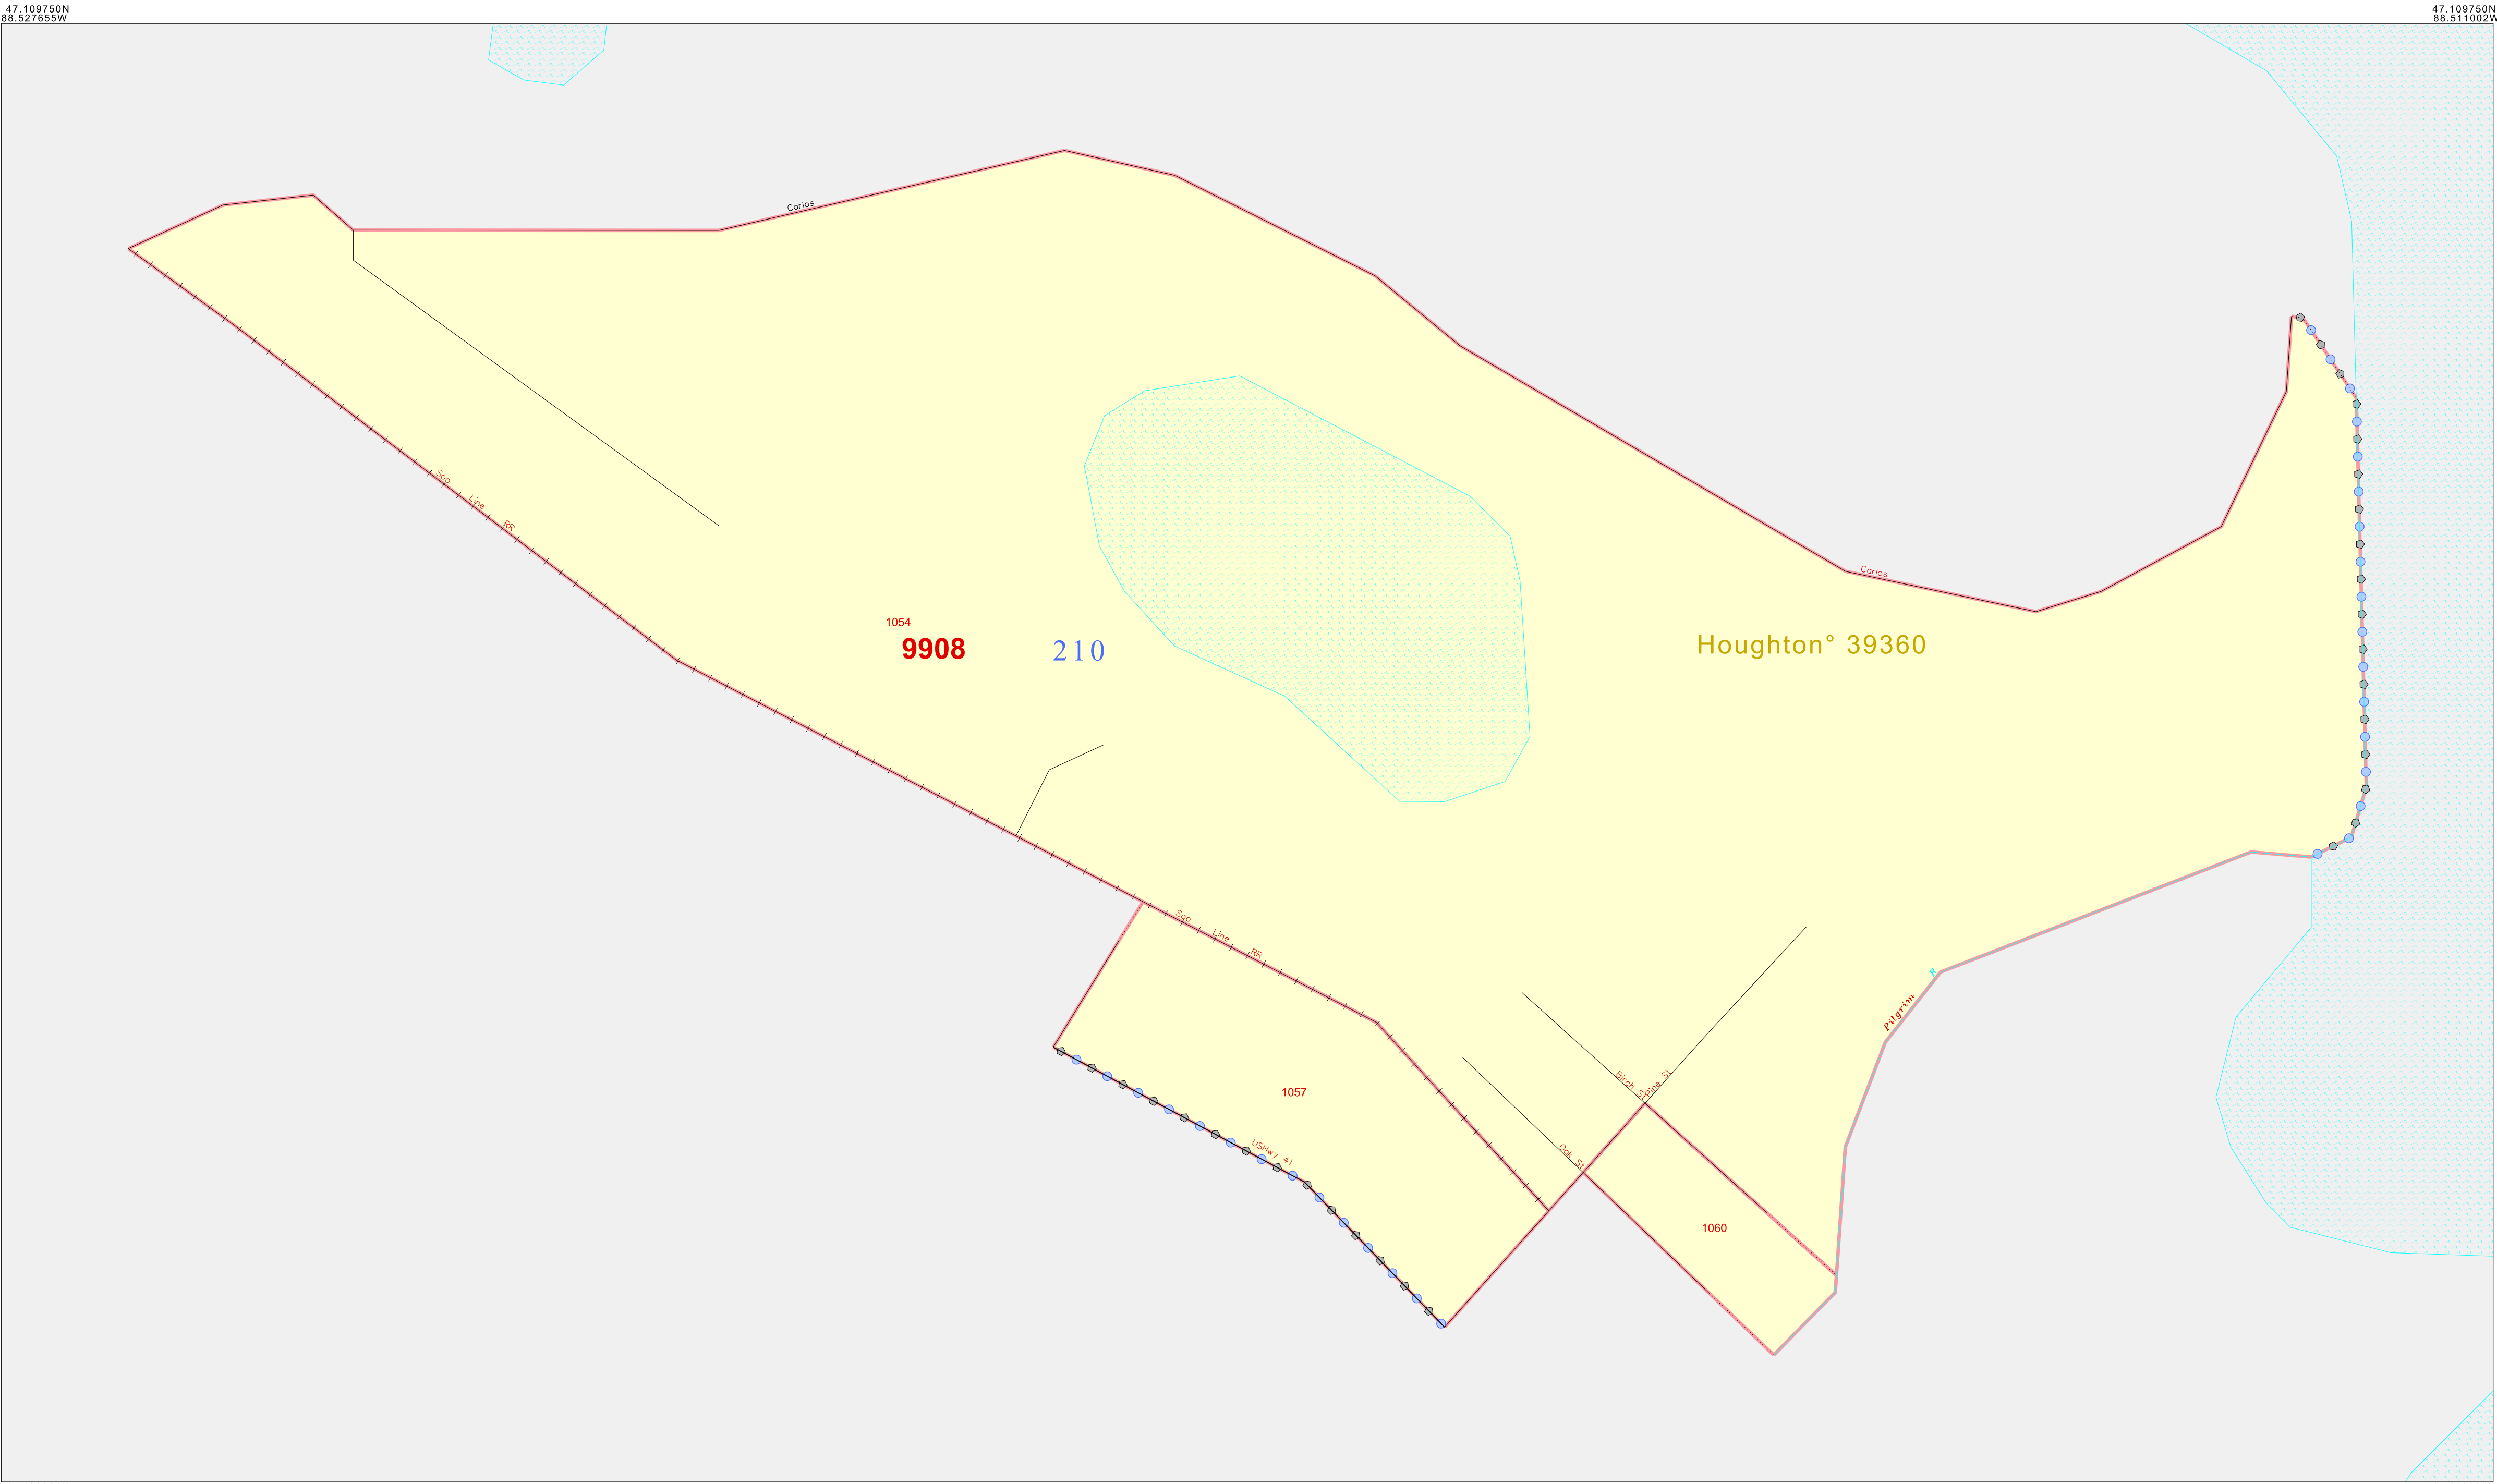 47.109750N
88.527655W
47.109750N
88.511002W
Carlos
Soo Line RR
Carlos
1054
9908
210
Houghton° 39360
Soo Line RR
R
Pilgrim
Birch St
Pine St
1057
USHwy 41
Oak St
1060